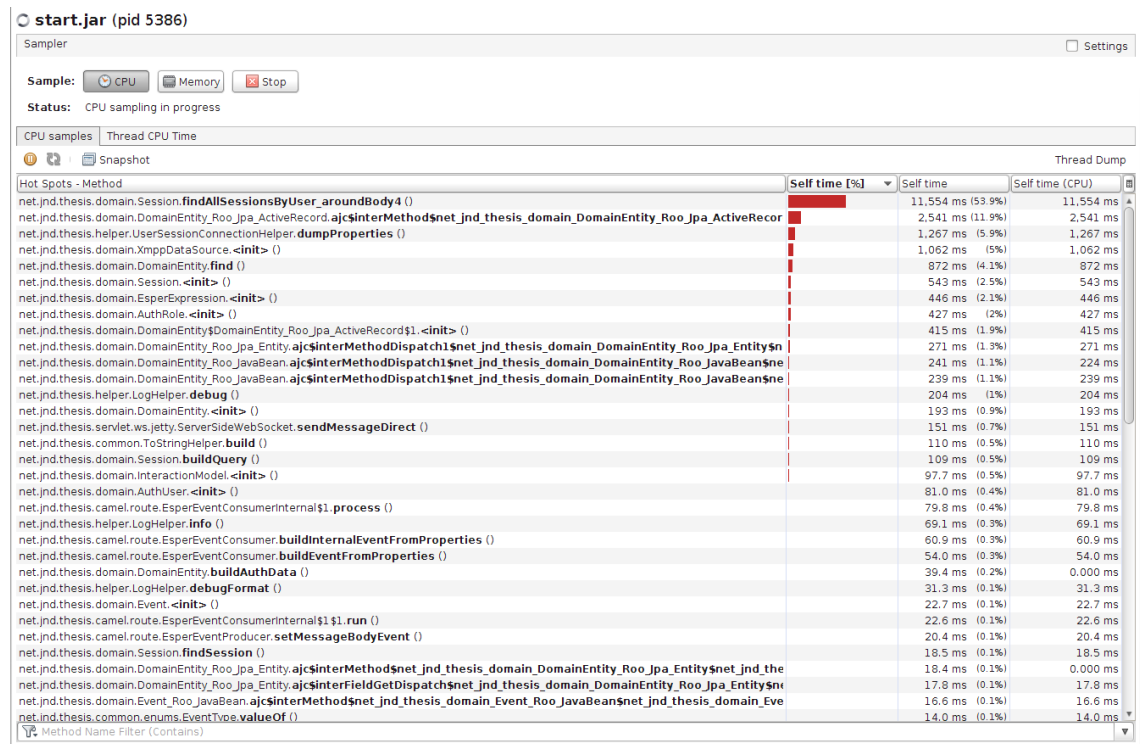 start.jar (pid 5386)
Sampler
Settings
Sample: CPU Memory Stop
Status: CPU sampling in progress
CPU samples Thread CPU Time
Snapshot Thread Dump
Hot Spots - Method Self time [%] Self time Self time (CPU)
net.jnd.thesis.domain.Session.findAllSessionsByUser_aroundBody4 () 11,554 ms (53.9%) 11,554 ms
net.jnd.thesis.domain.DomainEntity_Roo_Jpa_ActiveRecord.ajc$interMethod$net_jnd_thesis_domain_DomainEntity_Roo_Jpa_ActiveRecor 2,541 ms (11.9%) 2,541 ms
net.jnd.thesis.helper.UserSessionConnectionHelper.dumpProperties () 1,267 ms (5.9%) 1,267 ms
net.jnd.thesis.domain.XmppDataSource.<init> () 1,062 ms (5%) 1,062 ms
net.jnd.thesis.domain.DomainEntity.find () 872 ms (4.1%) 872 ms
net.jnd.thesis.domain.Session.<init> () 543 ms (2.5%) 543 ms
net.jnd.thesis.domain.EsperExpression.<init> () 446 ms (2.1%) 446 ms
net.jnd.thesis.domain.AuthRole.<init> () 427 ms (2%) 427 ms
net.jnd.thesis.domain.DomainEntity$DomainEntity_Roo_Jpa_ActiveRecord$1.<init> () 415 ms (1.9%) 415 ms
net.jnd.thesis.domain.DomainEntity_Roo_Jpa_Entity.ajc$interMethodDispatch1$net_jnd_thesis_domain_DomainEntity_Roo_Jpa_Entity$n 271 ms (1.3%) 271 ms
net.jnd.thesis.domain.DomainEntity_Roo_JavaBean.ajc$interMethodDispatch1$net_jnd_thesis_domain_DomainEntity_Roo_JavaBean$ne 241 ms (1.1%) 224 ms
net.jnd.thesis.domain.DomainEntity_Roo_JavaBean.ajc$interMethodDispatch1$net_jnd_thesis_domain_DomainEntity_Roo_JavaBean$ne 239 ms (1.1%) 239 ms
net.jnd.thesis.helper.LogHelper.debug () 204 ms (1%) 204 ms
net.jnd.thesis.domain.DomainEntity.<init> () 193 ms (0.9%) 193 ms
net.jnd.thesis.servlet.ws.jetty.ServerSideWebSocket.sendMessageDirect () 151 ms (0.7%) 151 ms
net.jnd.thesis.common.ToStringHelper.build () 110 ms (0.5%) 110 ms
net.jnd.thesis.domain.Session.buildQuery () 109 ms (0.5%) 109 ms
net.jnd.thesis.domain.InteractionModel.<init> () 97.7 ms (0.5%) 97.7 ms
net.jnd.thesis.domain.AuthUser.<init> () 81.0 ms (0.4%) 81.0 ms
net.jnd.thesis.camel.route.EsperEventConsumerInternal$1.process () 79.8 ms (0.4%) 79.8 ms
net.jnd.thesis.helper.LogHelper.info () 69.1 ms (0.3%) 69.1 ms
net.jnd.thesis.camel.route.EsperEventConsumer.buildInternalEventFromProperties () 60.9 ms (0.3%) 60.9 ms
net.jnd.thesis.camel.route.EsperEventConsumer.buildEventFromProperties () 54.0 ms (0.3%) 54.0 ms
net.jnd.thesis.domain.DomainEntity.buildAuthData () 39.4 ms (0.2%) 0.000 ms
net.jnd.thesis.helper.LogHelper.debugFormat () 31.3 ms (0.1%) 31.3 ms
net.jnd.thesis.domain.Event.<init> () 22.7 ms (0.1%) 22.7 ms
net.jnd.thesis.camel.route.EsperEventConsumerInternal$1$1.run () 22.6 ms (0.1%) 22.6 ms
net.jnd.thesis.camel.route.EsperEventProducer.setMessageBodyEvent () 20.4 ms (0.1%) 20.4 ms
net.jnd.thesis.domain.Session.findSession () 18.5 ms (0.1%) 18.5 ms
net.jnd.thesis.domain.DomainEntity_Roo_Jpa_Entity.ajc$interMethod$net_jnd_thesis_domain_DomainEntity_Roo_Jpa_Entity$net_jnd_the 18.4 ms (0.1%) 0.000 ms
net.jnd.thesis.domain.DomainEntity_Roo_Jpa_Entity.ajc$interFieldGetDispatch$net_jnd_thesis_domain_DomainEntity_Roo_Jpa_Entity$ne 17.8 ms (0.1%) 17.8 ms
net.jnd.thesis.domain.Event_Roo_JavaBean.ajc$interMethod$net_jnd_thesis_domain_Event_Roo_JavaBean$net_jnd_thesis_domain_Eve 16.6 ms (0.1%) 16.6 ms
net.jnd.thesis.common.enums.EventType.valueOf () 14.0 ms (0.1%) 14.0 ms
Method Name Filter (Contains)